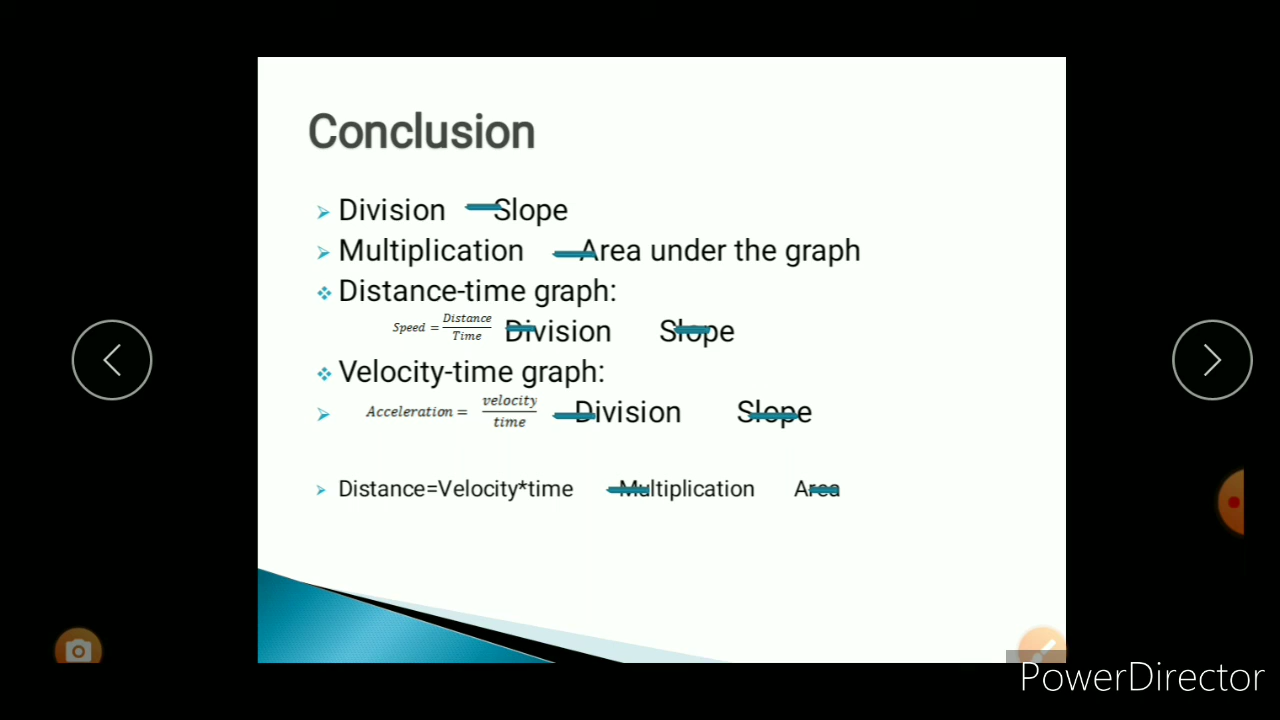 Conclusion
Division Slope
Multiplication Area under the graph
Distance-time graph:
Speed = Distance/Time Division Slope
Velocity-time graph:
Acceleration = velocity/time Division Slope
Distance=Velocity*time Multiplication Area
PowerDirector